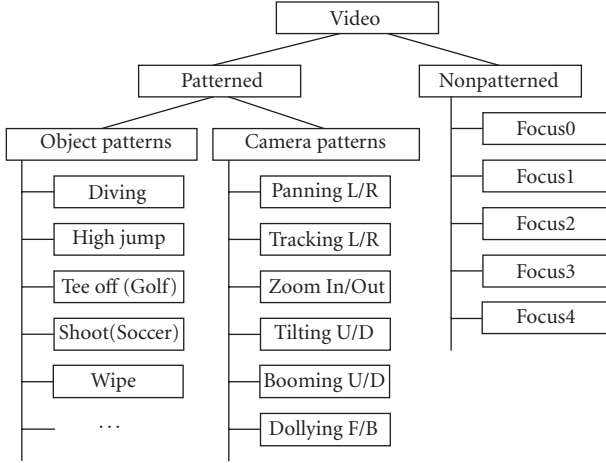 Video
Patterned
Nonpatterned
Object patterns
Camera patterns
Diving
High jump
Tee off (Golf)
Shoot(Soccer)
Wipe
...
Panning L/R
Tracking L/R
Zoom In/Out
Tilting U/D
Booming U/D
Dollying F/B
Focus0
Focus1
Focus2
Focus3
Focus4